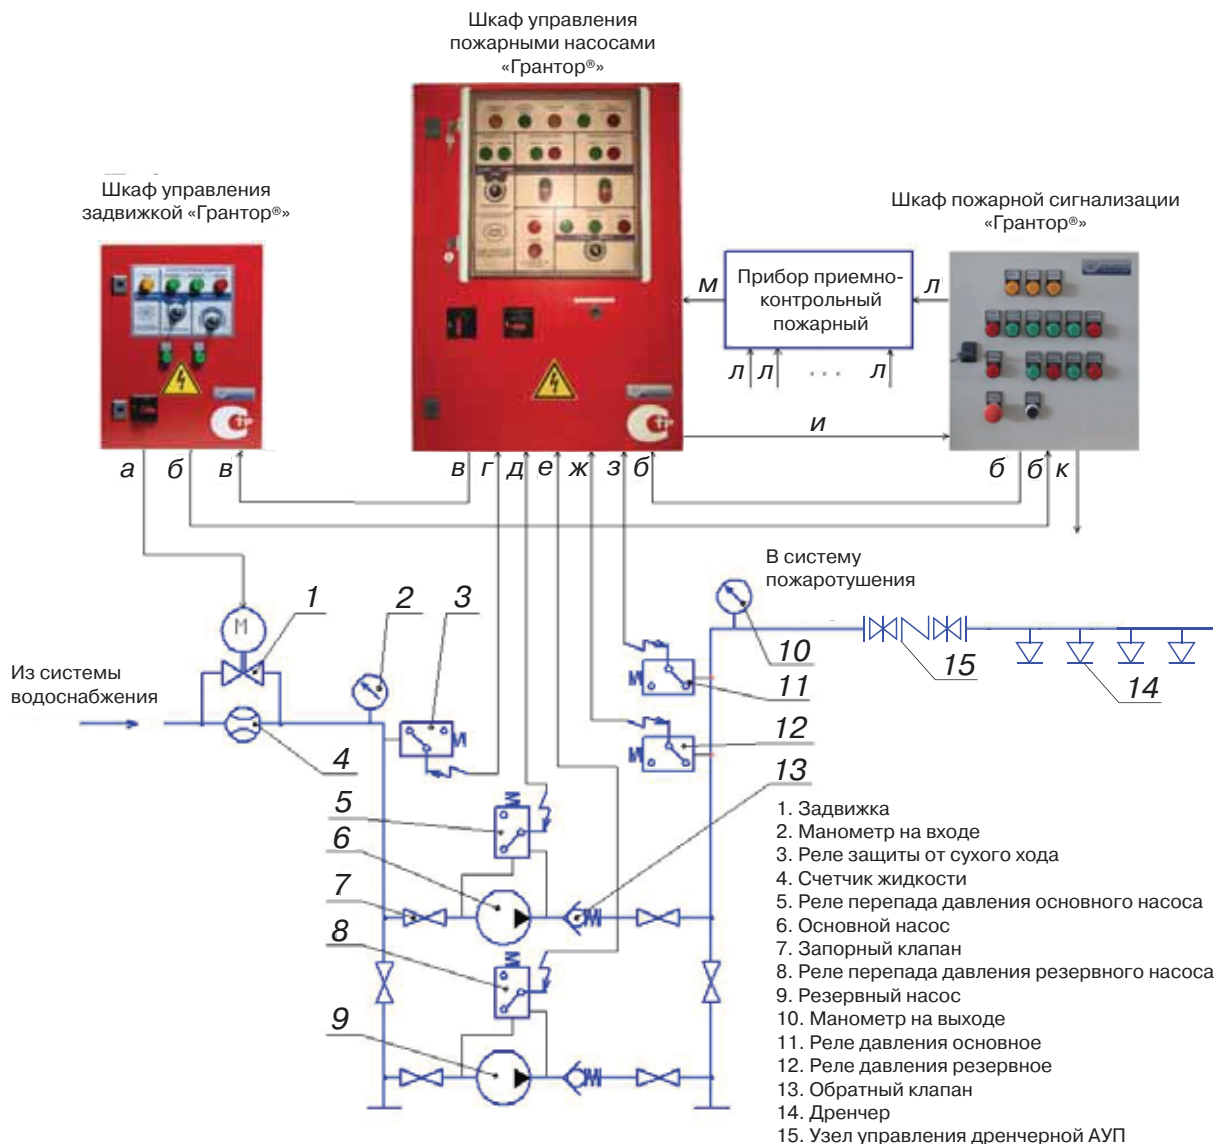 Шкаф управления
пожарными насосами
«Грантор®»
Шкаф управления
задвижкой «Грантор®»
Шкаф пожарной сигнализации
«Грантор®»
Прибор приемно-
контрольный
пожарный
м
л
л л ... л
и
а б в
в г д е ж з б
б б к
В систему
пожаротушения
Из системы
водоснабжения
М
1
2
3
4
5
6
7
8
9
10
11
12
13
14
15
1. Задвижка
2. Манометр на входе
3. Реле защиты от сухого хода
4. Счетчик жидкости
5. Реле перепада давления основного насоса
6. Основной насос
7. Запорный клапан
8. Реле перепада давления резервного насоса
9. Резервный насос
10. Манометр на выходе
11. Реле давления основное
12. Реле давления резервное
13. Обратный клапан
14. Дренчер
15. Узел управления дренчерной АУП